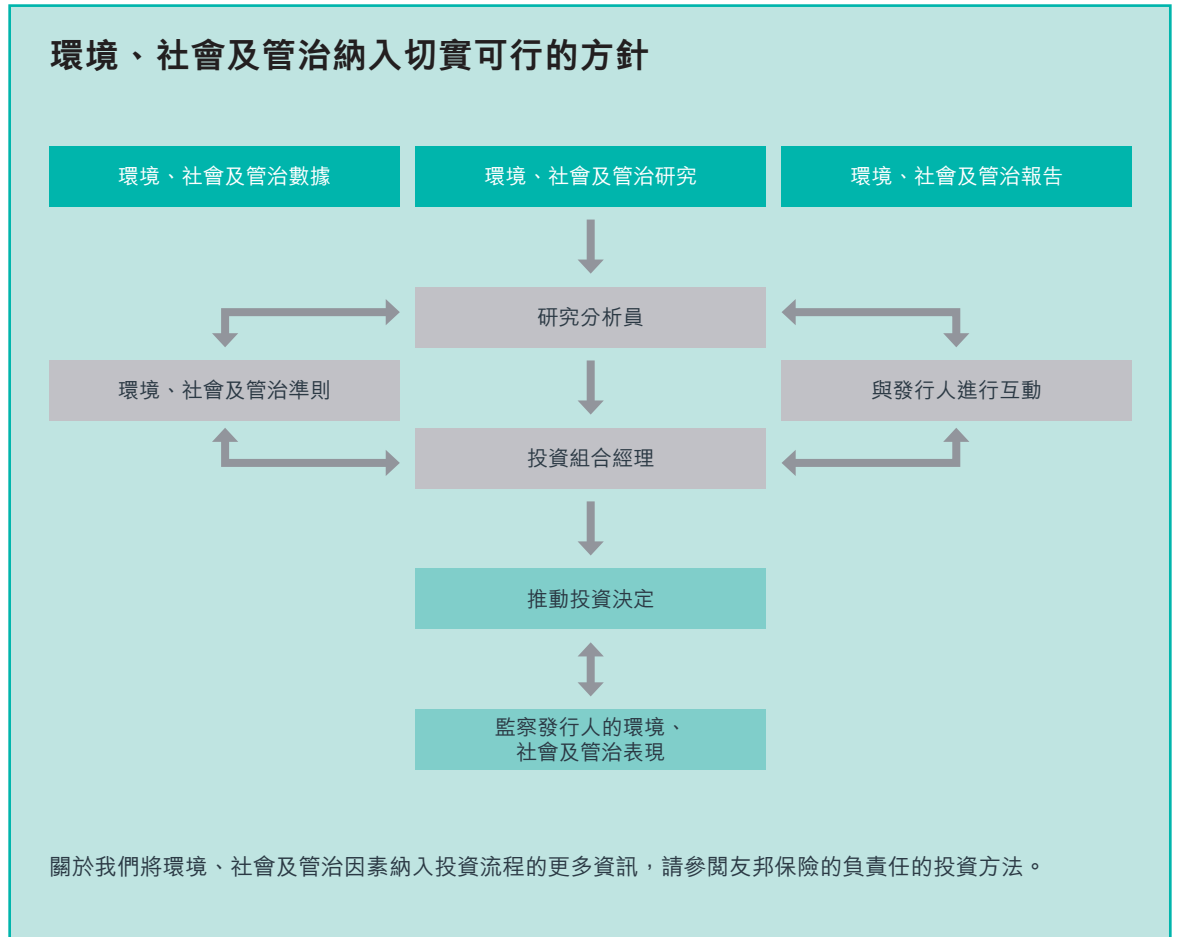 環境、社會及管治納入切實可行的方針
環境、社會及管治數據
環境、社會及管治研究
環境、社會及管治報告
研究分析員
環境、社會及管治準則
與發行人進行互動
投資組合經理
推動投資決定
監察發行人的環境、
社會及管治表現
關於我們將環境、社會及管治因素納入投資流程的更多資訊，請參閱友邦保險的負責任的投資方法。